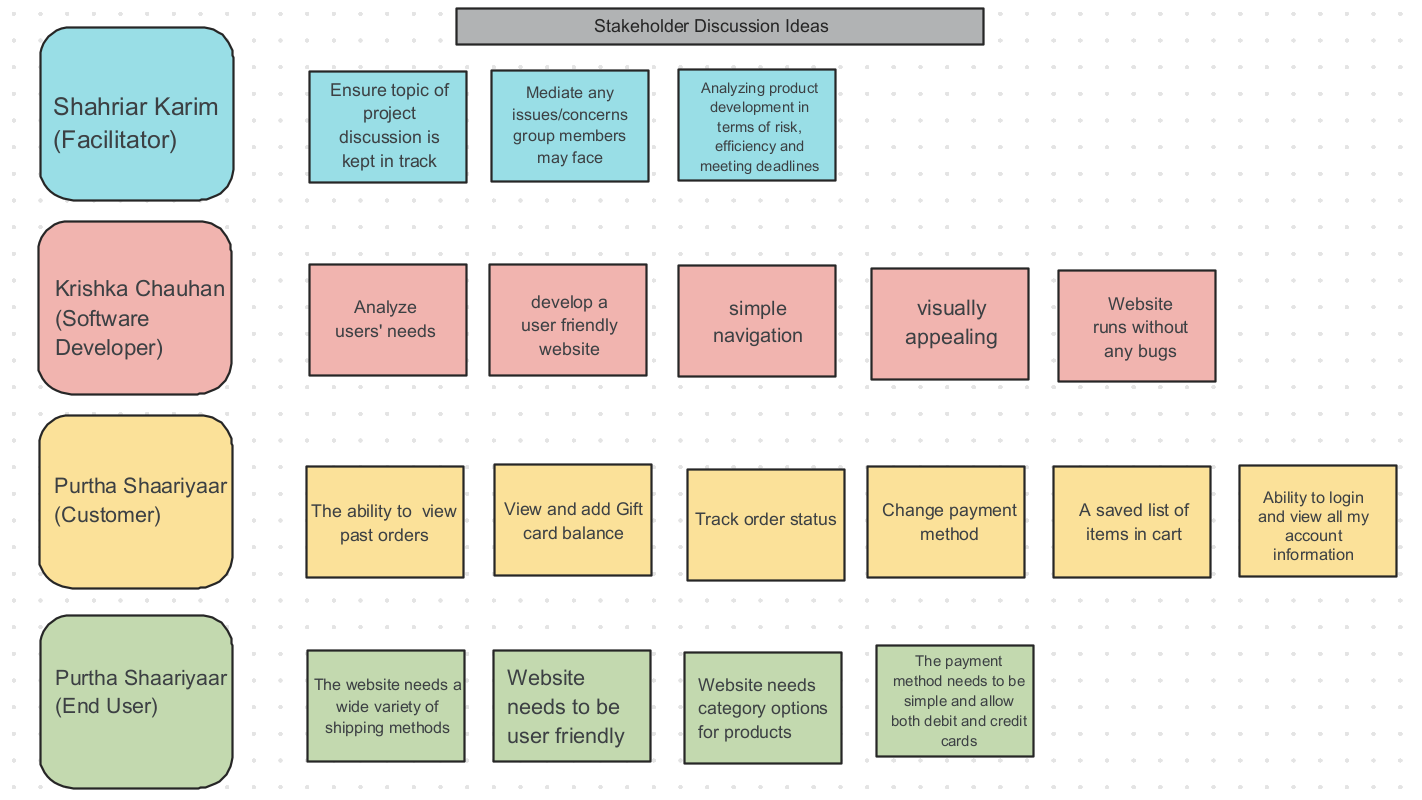 Stakeholder Discussion Ideas
Shahriar Karim
(Facilitator)
Ensure topic of
project
discussion is
kept in track
Mediate any
issues/concerns
group members
may face
Analyzing product
development in
terms of risk,
efficiency and
meeting deadlines
Krishka Chauhan
(Software
Developer)
Analyze
users' needs
develop a
user friendly
website
simple
navigation
visually
appealing
Website
runs without
any bugs
Purtha Shaariyaar
(Customer)
The ability to  view
past orders
View and add Gift
card balance
Track order status
Change payment
method
A saved list of
items in cart
Ability to login
and view all my
account
information
Purtha Shaariyaar
(End User)
The website needs a
wide variety of
shipping methods
Website
needs to be
user friendly
Website needs
category options
for products
The payment
method needs to be
simple and allow
both debit and credit
cards